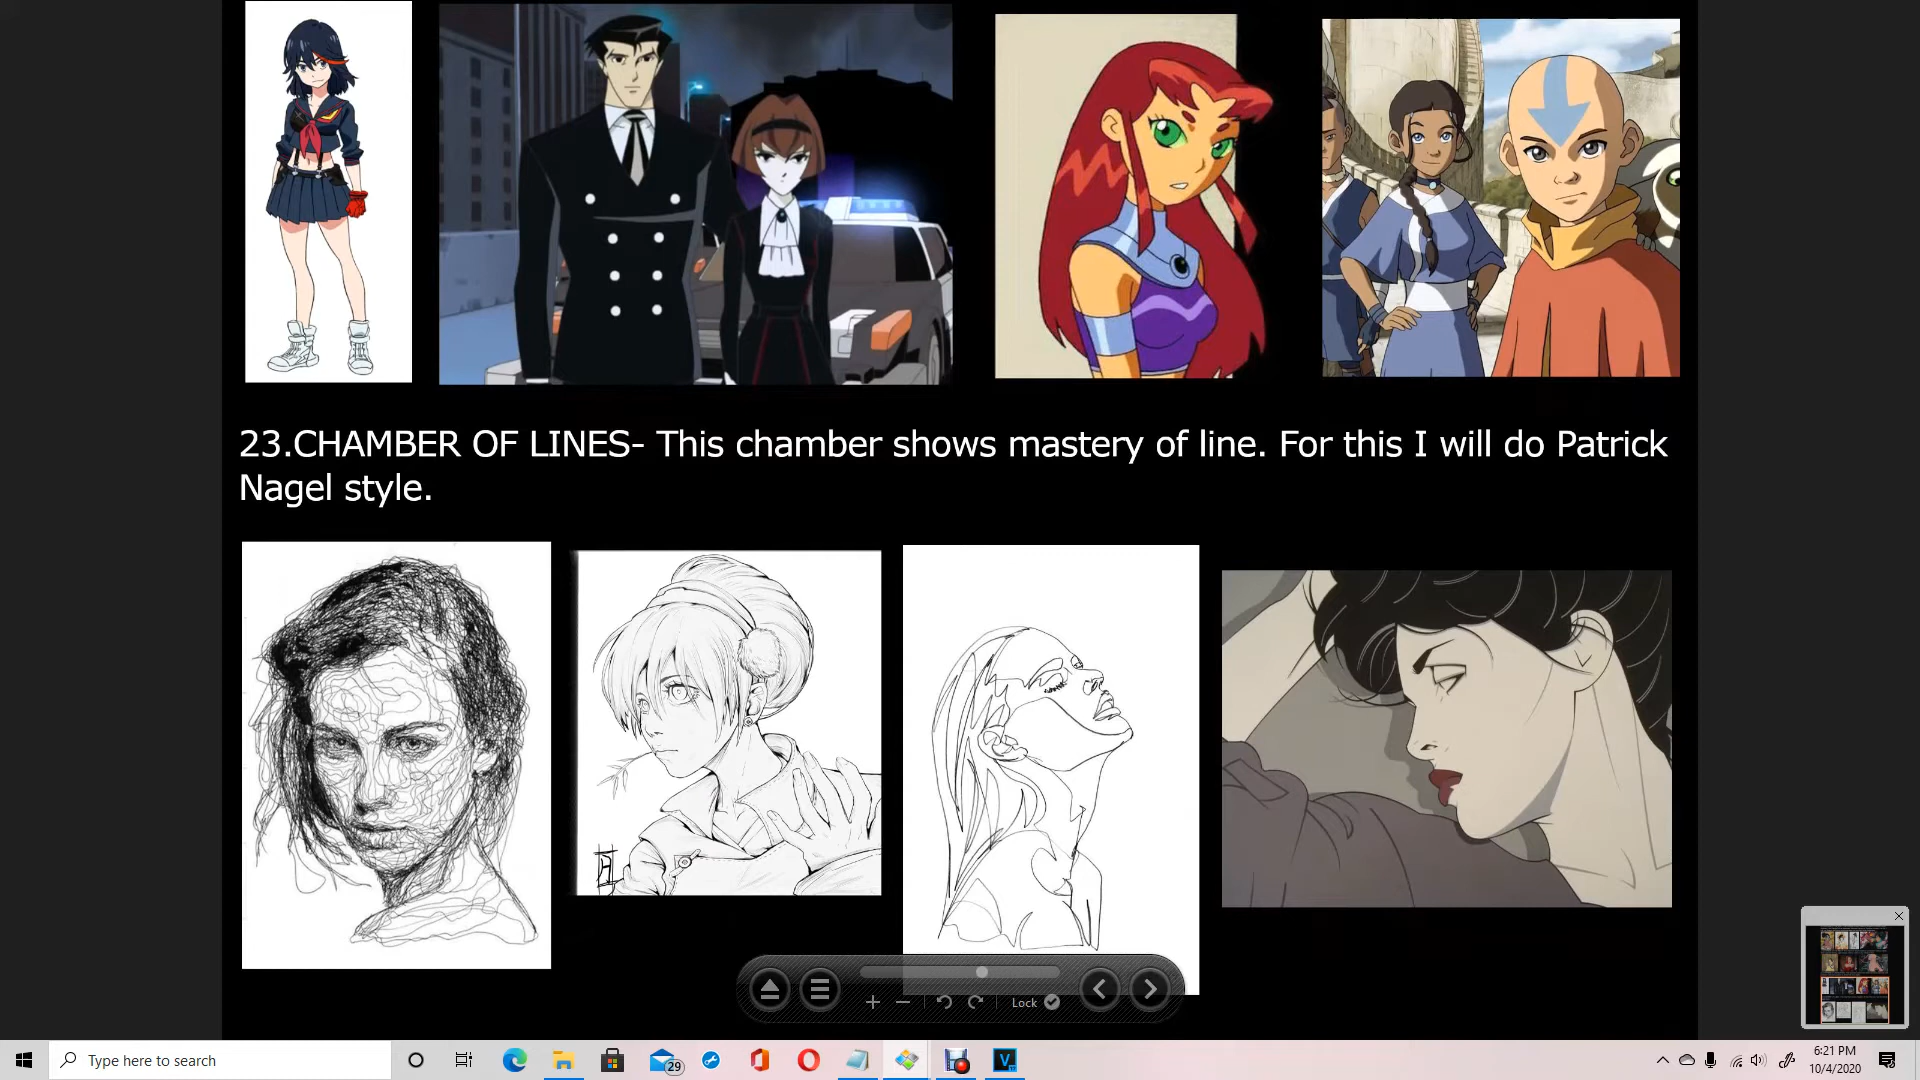 23.CHAMBER OF LINES- This chamber shows mastery of line. For this I will do Patrick
Nagel style.
Lock
Type here to search
29
V
6:21 PM
10/4/2020